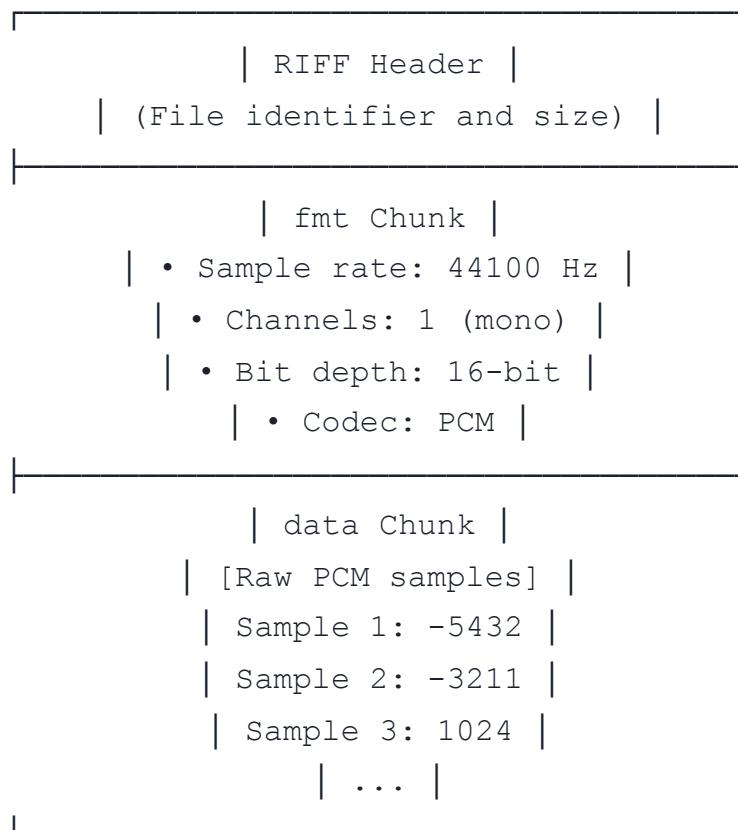 | RIFF Header |
| (File identifier and size) |
| fmt Chunk |
| • Sample rate: 44100 Hz |
| • Channels: 1 (mono) |
| • Bit depth: 16-bit |
| • Codec: PCM |
| data Chunk |
| [Raw PCM samples] |
| Sample 1: -5432 |
| Sample 2: -3211 |
| Sample 3: 1024 |
| ... |